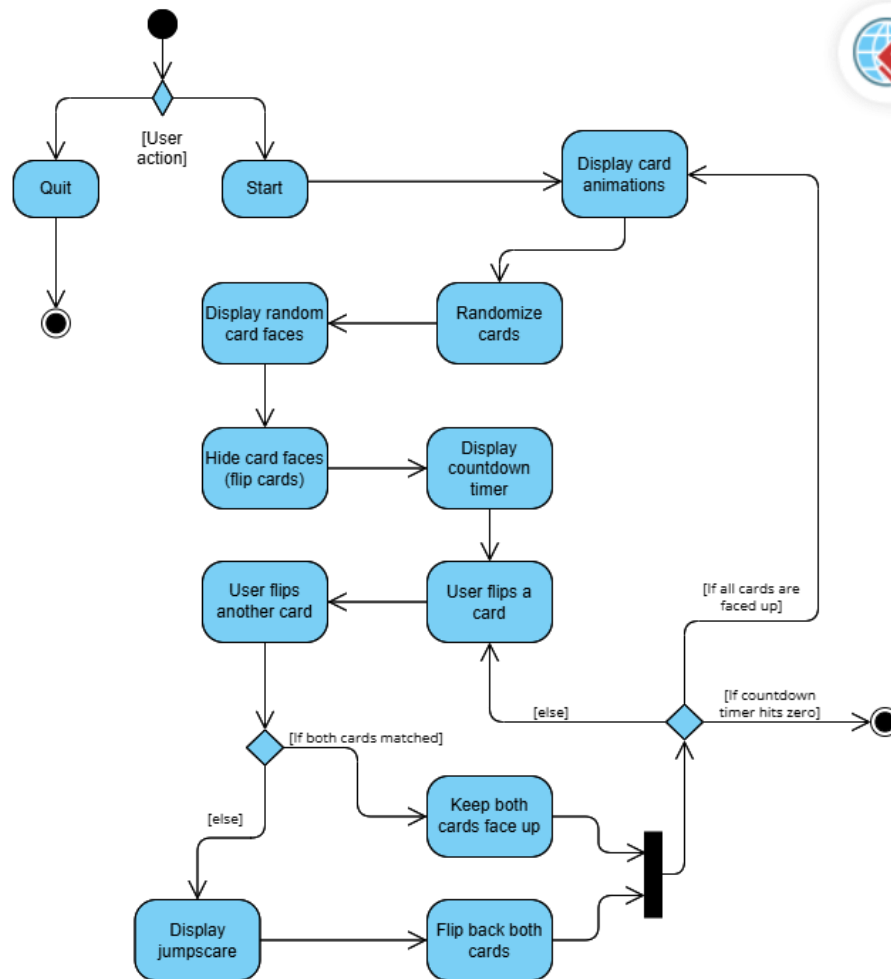 [User
action]
Quit
Start
Display card
animations
Display random
card faces
Randomize
cards
Hide card faces
(flip cards)
Display
countdown
timer
User flips
another card
User flips a
card
[If all cards are
faced up]
[else]
[If countdown
timer hits zero]
[If both cards matched]
[else]
Keep both
cards face up
Display
jumpscare
Flip back both
cards